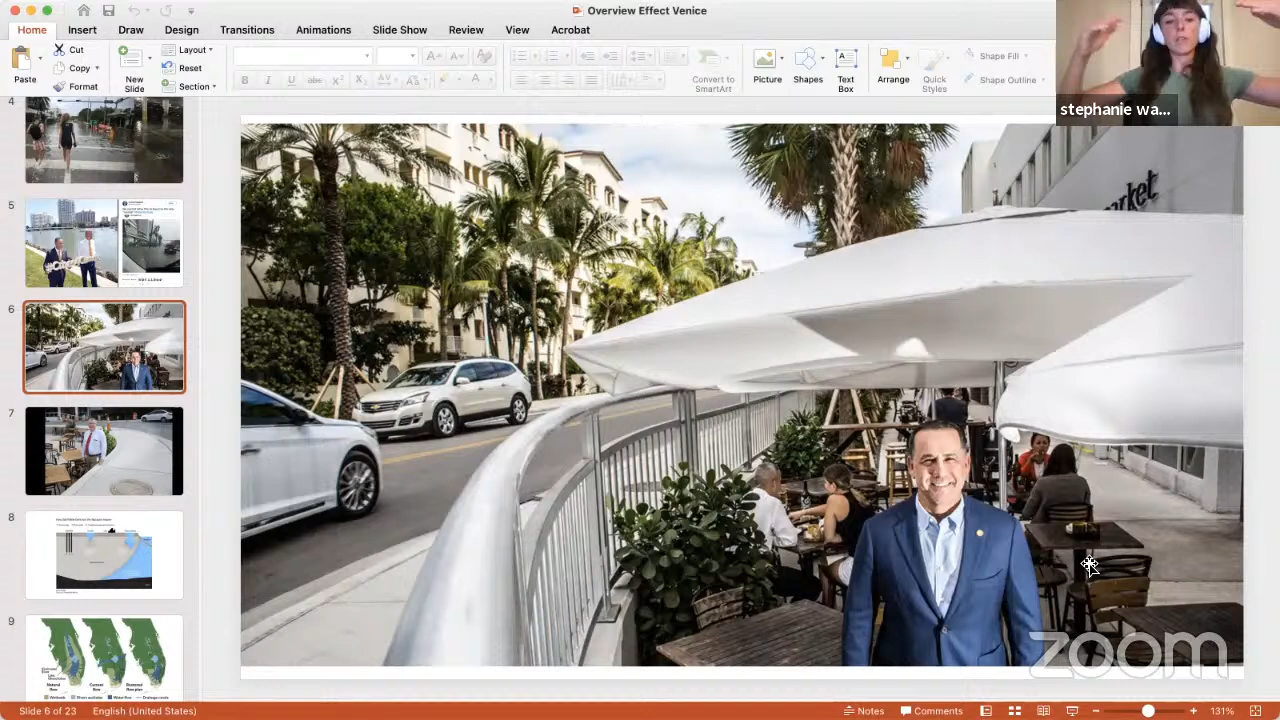 Overview Effect Venice
Home Insert Draw Design Transitions Animations Slide Show Review View Acrobat
Paste
Cut
Copy
Format
New Slide
Layout
Reset
Section
Convert to SmartArt
Picture
Shapes
Text Box
Arrange
Quick Styles
Shape Fill
Shape Outline
stephanie wa...
4
5
6
7
8
9
zoom
Slide 6 of 23 English (United States) Notes Comments 131%